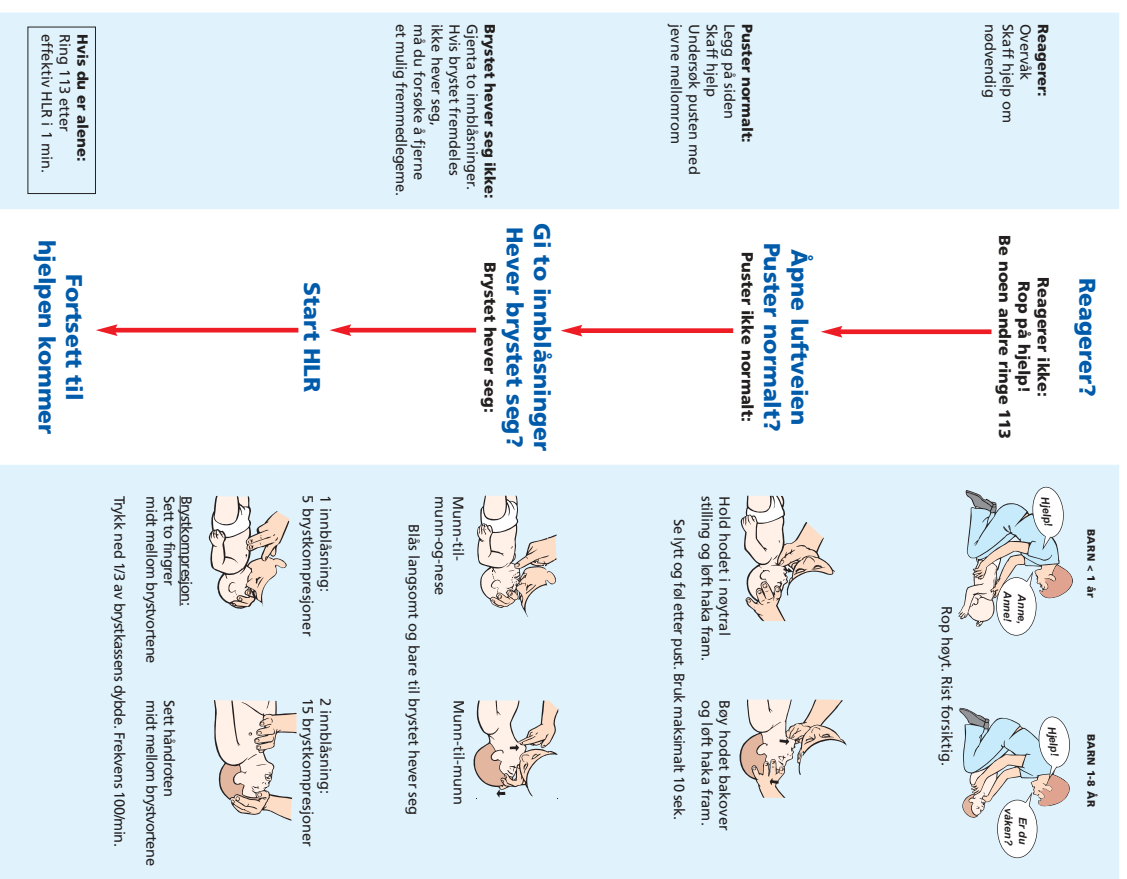 Reagerer?
Reagerer ikke:
Rop på hjelp!
Be noen andre ringe 113
Reagerer:
Overvåk
Skaff hjelp om
nødvendig
BARN < 1 år
Hjelp!
Anne,
Anne!
BARN 1-8 ÅR
Hjelp!
Er du
våken?
Rop høyt. Rist forsiktig.
Åpne luftveien
Puster normalt?
Puster ikke normalt:
Puster normalt:
Legg på siden
Skaff hjelp
Undersøk pusten med
jevne mellomrom
Hold hodet i nøytral
stilling og løft haka fram.
Bøy hodet bakover
og løft haka fram.
Se lytt og føl etter pust. Bruk maksimalt 10 sek.
Gi to innblåsninger
Hever brystet seg?
Brystet hever seg:
Brystet hever seg ikke:
Gjenta to innblåsninger.
Hvis brystet fremdeles
ikke hever seg,
må du forsøke å fjerne
et mulig fremmedlegeme.
Munn-til-
munn-og-nese
Munn-til-munn
Blås langsomt og bare til brystet hever seg
Start HLR
1 innblåsning:
5 brystkompresjoner
2 innblåsning:
15 brystkompresjoner
Brystkompresjon:
Sett to fingrer
midt mellom brystvortene
Sett håndroten
midt mellom brystvortene
Trykk ned 1/3 av brystkassens dybde. Frekvens 100/min.
Fortsett til
hjelpen kommer
Hvis du er alene:
Ring 113 etter
effektiv HLR i 1 min.